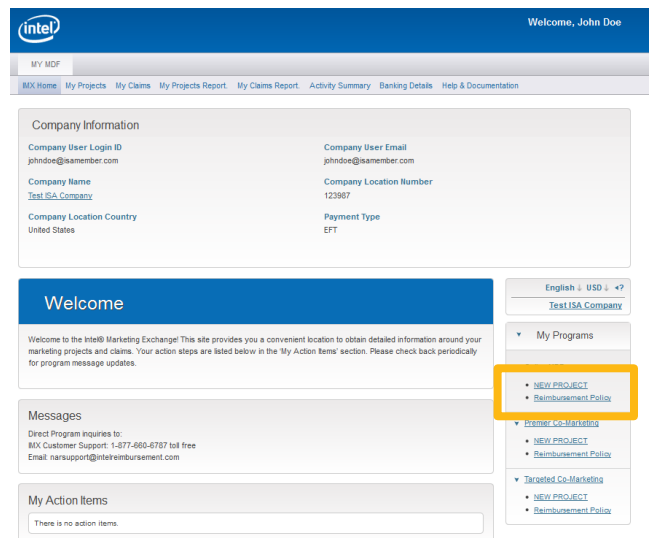 intel
Welcome, John Doe
MY MDF
IMX Home My Projects My Claims My Projects Report. My Claims Report. Activity Summary Banking Details Help & Documentation
Company Information
Company User Login ID
johndoe@isamember.com
Company User Email
johndoe@isamember.com
Company Name
Test ISA Company
Company Location Number
123987
Company Location Country
United States
Payment Type
EFT
Welcome
Welcome to the Intel® Marketing Exchange! This site provides you a convenient location to obtain detailed information around your
marketing projects and claims. Your action steps are listed below in the 'My Action Items' section. Please check back periodically
for program message updates.
Messages
Direct Program inquiries to:
IMX Customer Support: 1-877-660-6787 toll free
Email: narsupport@intelreimbursement.com
My Action Items
There is no action items.
English ↓ USD ↓ ◂?
Test ISA Company
My Programs
NEW PROJECT
Reimbursement Policy
Premier Co-Marketing
NEW PROJECT
Reimbursement Policy
Targeted Co-Marketing
NEW PROJECT
Reimbursement Policy